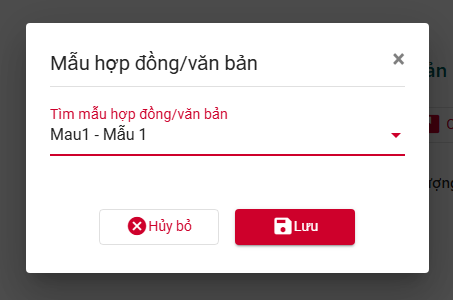 Mẫu hợp đồng/văn bản
×
Tìm mẫu hợp đồng/văn bản
Mau1 - Mẫu 1
Hủy bỏ
Lưu